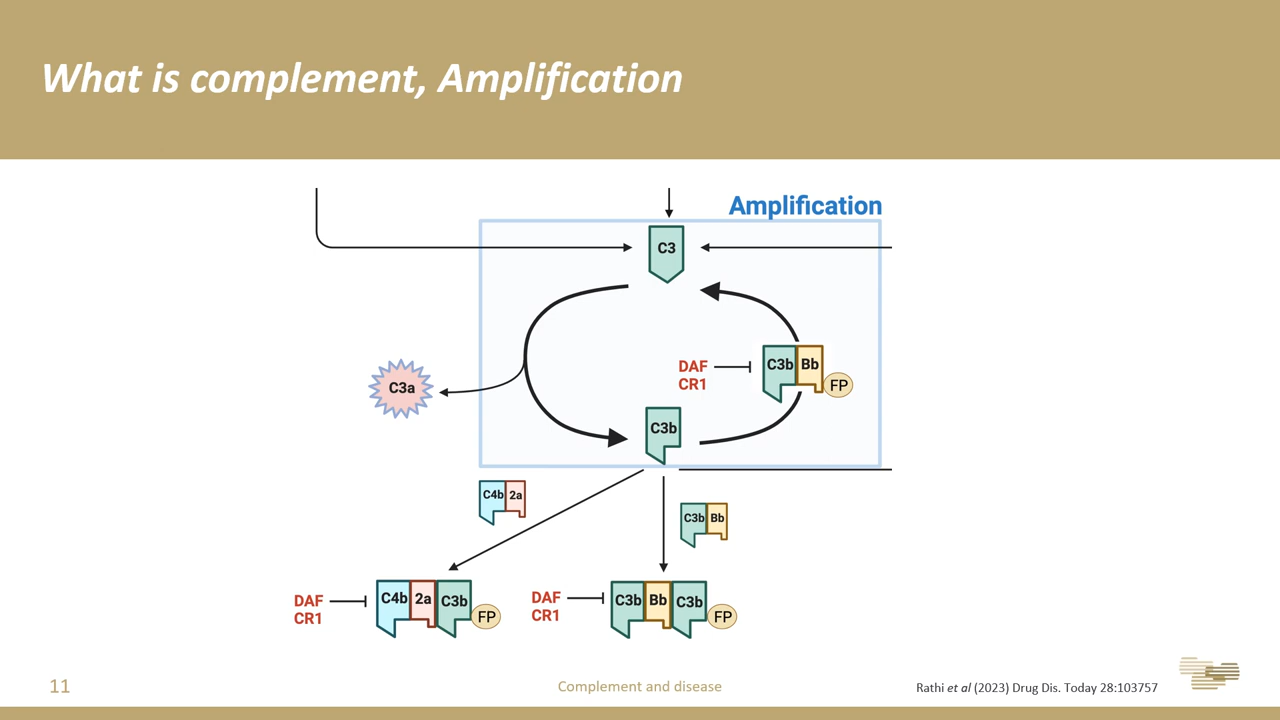 What is complement, Amplification
Amplification
C3
DAF
CR1
C3b
Bb
FP
C3a
C3b
C4b
2a
C3b
Bb
DAF
CR1
C4b
2a
C3b
FP
DAF
CR1
C3b
Bb
C3b
FP
11
Complement and disease
Rathi et al (2023) Drug Dis. Today 28:103757